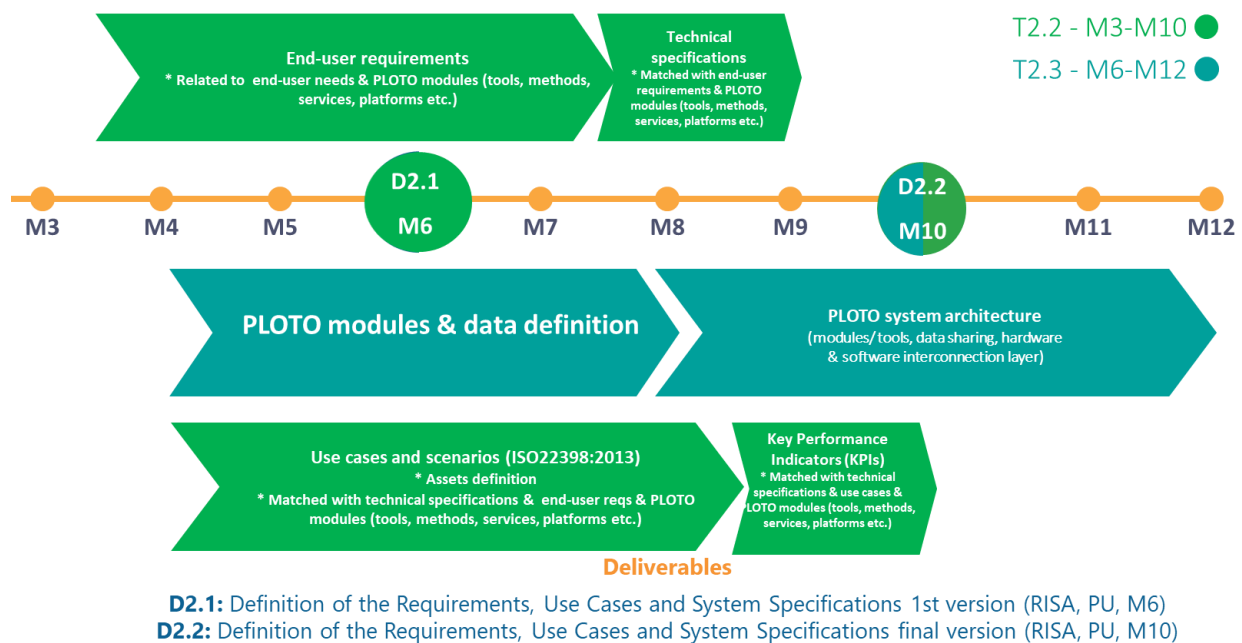 T2.2 - M3-M10
T2.3 - M6-M12
End-user requirements
* Related to end-user needs & PLOTO modules (tools, methods,
services, platforms etc.)
Technical
specifications
* Matched with end-user
requirements & PLOTO
modules (tools, methods,
services, platforms etc.)
D2.1
M6
D2.2
M10
M3
M4
M5
M7
M8
M9
M11
M12
PLOTO modules & data definition
PLOTO system architecture
(modules/ tools, data sharing, hardware
& software interconnection layer)
Use cases and scenarios (ISO22398:2013)
* Assets definition
* Matched with technical specifications & end-user reqs & PLOTO
modules (tools, methods, services, platforms etc.)
Key Performance
Indicators (KPIs)
* Matched with technical
specifications & use cases &
PLOTO modules (tools, methods,
services, platforms etc.)
Deliverables
D2.1: Definition of the Requirements, Use Cases and System Specifications 1st version (RISA, PU, M6)
D2.2: Definition of the Requirements, Use Cases and System Specifications final version (RISA, PU, M10)